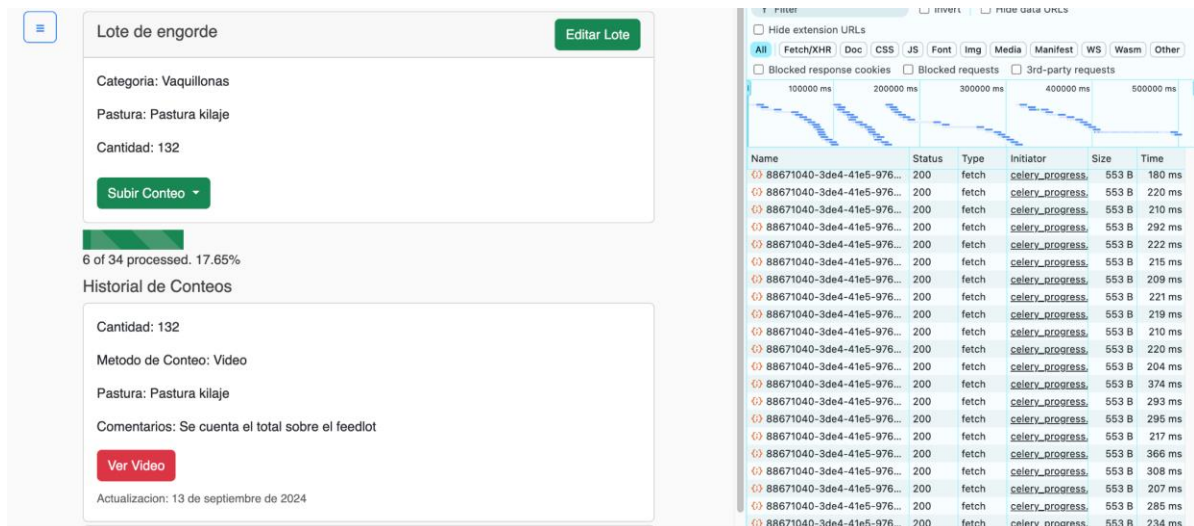 Lote de engorde
Editar Lote
Categoria: Vaquillonas
Pastura: Pastura kilaje
Cantidad: 132
Subir Conteo
6 of 34 processed. 17.65%
Historial de Conteos
Cantidad: 132
Metodo de Conteo: Video
Pastura: Pastura kilaje
Comentarios: Se cuenta el total sobre el feedlot
Ver Video
Actualizacion: 13 de septiembre de 2024
Filter Invert Hide data URLs
Hide extension URLs
All Fetch/XHR Doc CSS JS Font Img Media Manifest WS Wasm Other
Blocked response cookies Blocked requests 3rd-party requests
100000 ms 200000 ms 300000 ms 400000 ms 500000 ms
Name Status Type Initiator Size Time
88671040-3de4-41e5-976... 200 fetch celery_progress. 553 B 180 ms
88671040-3de4-41e5-976... 200 fetch celery_progress. 553 B 220 ms
88671040-3de4-41e5-976... 200 fetch celery_progress. 553 B 210 ms
88671040-3de4-41e5-976... 200 fetch celery_progress. 553 B 292 ms
88671040-3de4-41e5-976... 200 fetch celery_progress. 553 B 222 ms
88671040-3de4-41e5-976... 200 fetch celery_progress. 553 B 215 ms
88671040-3de4-41e5-976... 200 fetch celery_progress. 553 B 209 ms
88671040-3de4-41e5-976... 200 fetch celery_progress. 553 B 221 ms
88671040-3de4-41e5-976... 200 fetch celery_progress. 553 B 219 ms
88671040-3de4-41e5-976... 200 fetch celery_progress. 553 B 210 ms
88671040-3de4-41e5-976... 200 fetch celery_progress. 553 B 220 ms
88671040-3de4-41e5-976... 200 fetch celery_progress. 553 B 204 ms
88671040-3de4-41e5-976... 200 fetch celery_progress. 553 B 374 ms
88671040-3de4-41e5-976... 200 fetch celery_progress. 553 B 293 ms
88671040-3de4-41e5-976... 200 fetch celery_progress. 553 B 295 ms
88671040-3de4-41e5-976... 200 fetch celery_progress. 553 B 217 ms
88671040-3de4-41e5-976... 200 fetch celery_progress. 553 B 366 ms
88671040-3de4-41e5-976... 200 fetch celery_progress. 553 B 308 ms
88671040-3de4-41e5-976... 200 fetch celery_progress. 553 B 207 ms
88671040-3de4-41e5-976... 200 fetch celery_progress. 553 B 285 ms
88671040-3de4-41e5-976... 200 fetch celery_progress. 553 B 234 ms